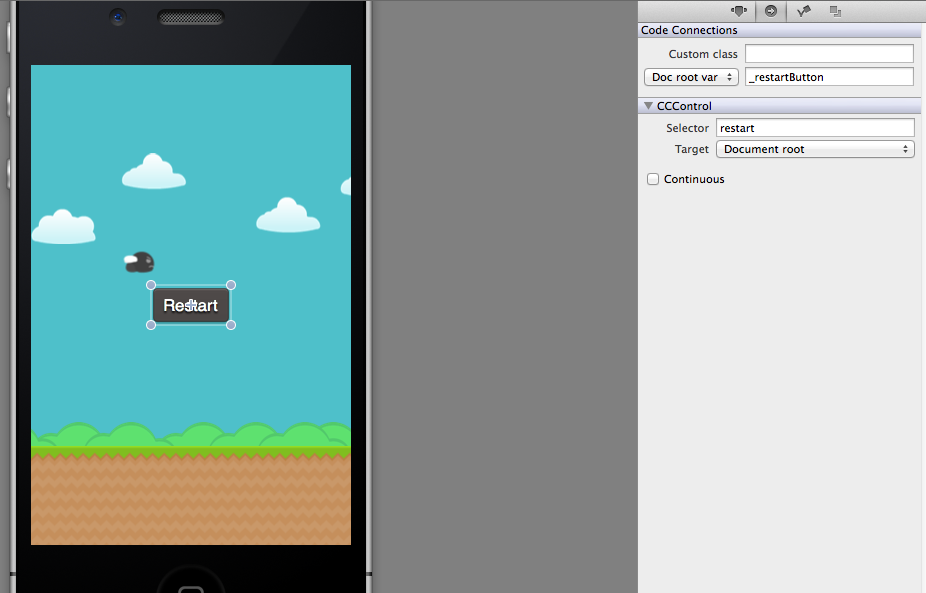 Code Connections
Custom class
Doc root var _restartButton
CCControl
Selector restart
Target Document root
Continuous
Restart